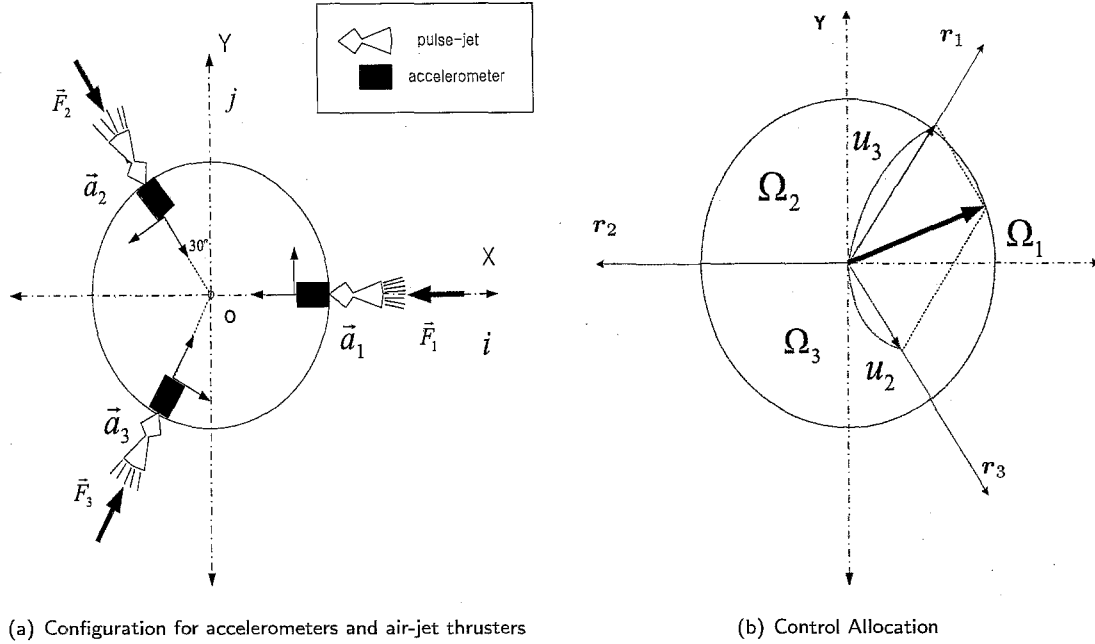 pulse-jet
accelerometer
Y
j
F⃗₂
a⃗₂
30°
X
O
a⃗₁
F⃗₁
i
a⃗₃
F⃗₃
(a) Configuration for accelerometers and air-jet thrusters
Y
r₁
u₃
Ω₂
r₂
Ω₁
Ω₃
u₂
r₃
(b) Control Allocation